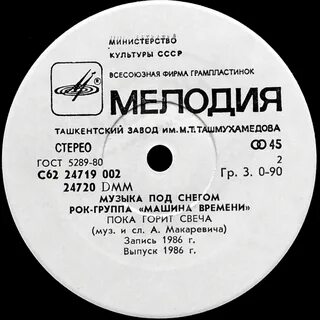 МИНИСТЕРСТВО
КУЛЬТУРЫ СССР
ВСЕСОЮЗНАЯ ФИРМА ГРАМПЛАСТИНОК
МЕЛОДИЯ
ТАШКЕНТСКИЙ ЗАВОД ИМ. М.Т. ТАШМУХАМЕДОВА
СТЕРЕО 45
ГОСТ 5289-80 2
С62 24719 002 Гр. 3. 0-90
24720 DMM
МУЗЫКА ПОД СНЕГОМ
РОК-ГРУППА «МАШИНА ВРЕМЕНИ»
ПОКА ГОРИТ СВЕЧА
(муз. и сл. А. Макаревича)
Запись 1986 г.
Выпуск 1986 г.